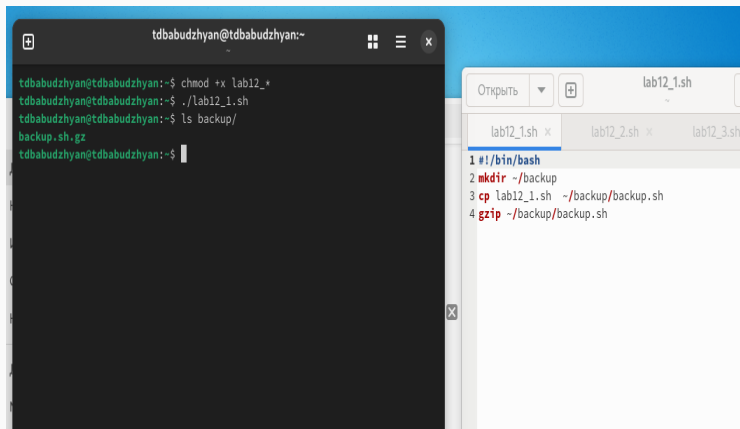 tdbabudzhyan@tdbabudzhyan:~
~
tdbabudzhyan@tdbabudzhyan:~$ chmod +x lab12_*
tdbabudzhyan@tdbabudzhyan:~$ ./lab12_1.sh
tdbabudzhyan@tdbabudzhyan:~$ ls backup/
backup.sh.gz
tdbabudzhyan@tdbabudzhyan:~$
Открыть
lab12_1.sh
~
lab12_1.sh × lab12_2.sh × lab12_3.sh
1 #!/bin/bash
2 mkdir ~/backup
3 cp lab12_1.sh  ~/backup/backup.sh
4 gzip ~/backup/backup.sh